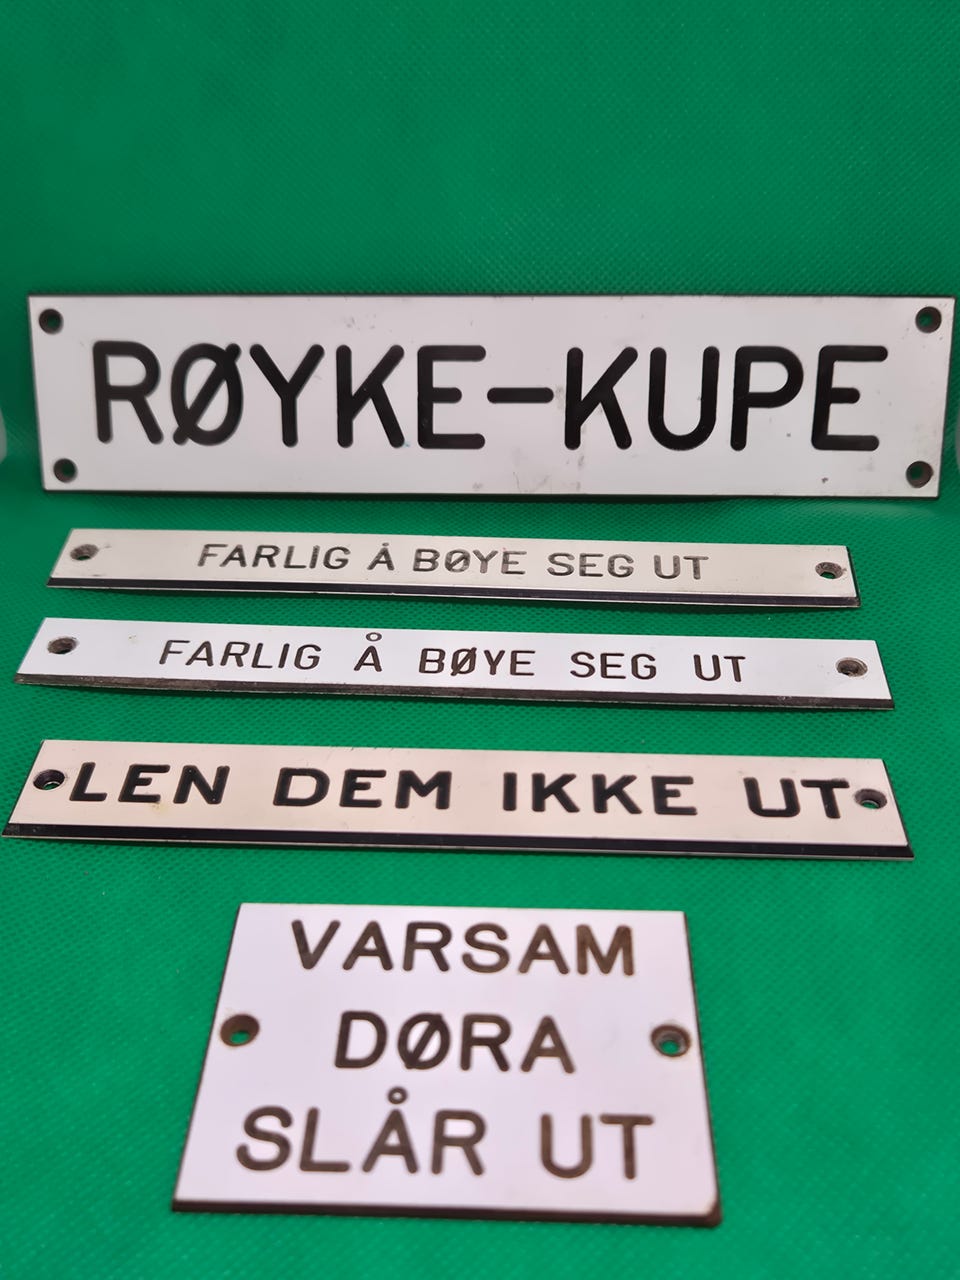 RØYKE-KUPE
FARLIG Å BØYE SEG UT
FARLIG Å BØYE SEG UT
LEN DEM IKKE UT
VARSAM
DØRA
SLÅR UT